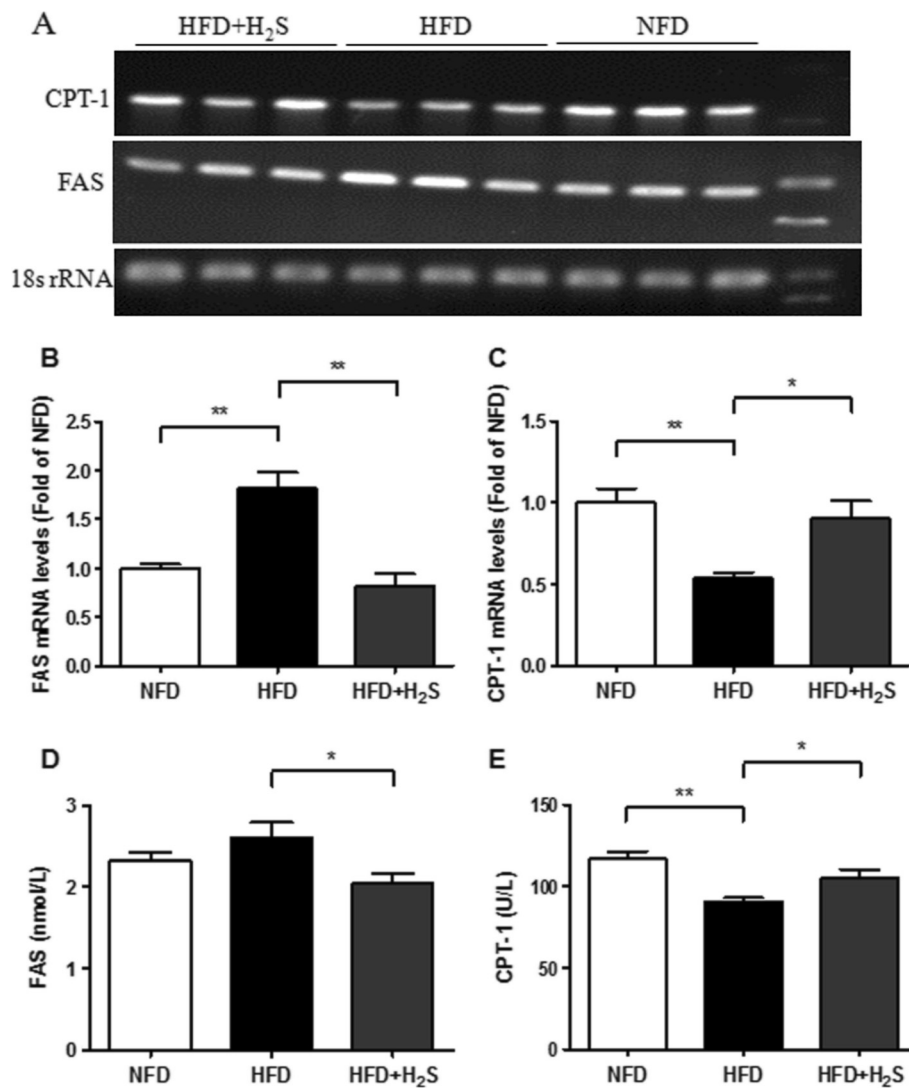 A
HFD+H₂S HFD NFD
CPT-1
FAS
18s rRNA
B
**
**
FAS mRNA levels (Fold of NFD)
2.5
2.0
1.5
1.0
0.5
0.0
NFD HFD HFD+H₂S
C
*
**
CPT-1 mRNA levels (Fold of NFD)
1.5
1.0
0.5
0.0
NFD HFD HFD+H₂S
D
*
FAS (nmol/L)
3
2
1
0
NFD HFD HFD+H₂S
E
*
**
CPT-1 (U/L)
150
100
50
0
NFD HFD HFD+H₂S